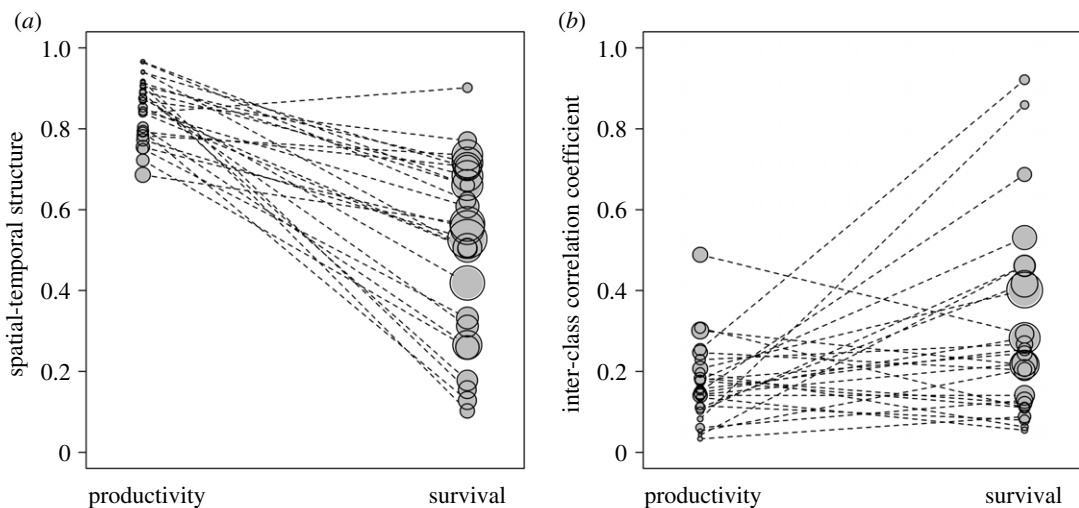 (a)
1.0
0.8
0.6
0.4
0.2
0
spatial-temporal structure
productivity
survival
(b)
1.0
0.8
0.6
0.4
0.2
0
inter-class correlation coefficient
productivity
survival